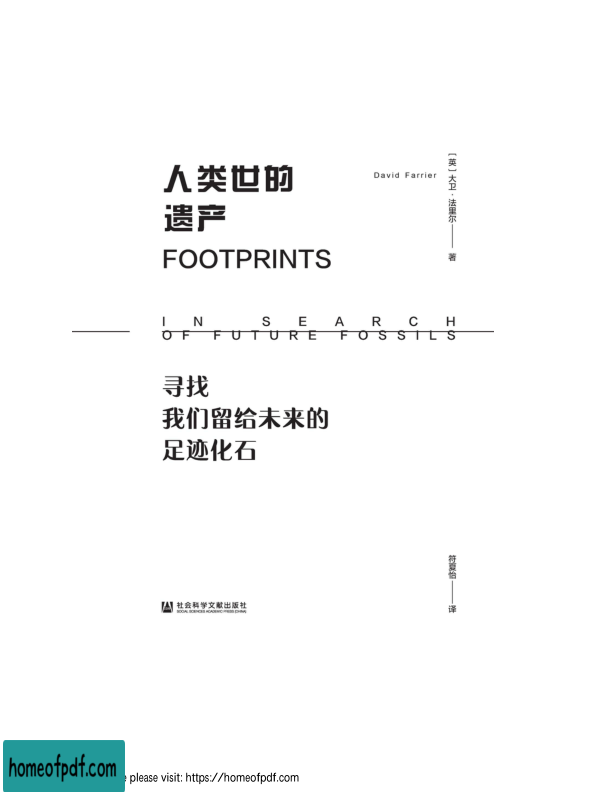 人类世的
遗产
FOOTPRINTS
David Farrier
[英]大卫·法里尔——著
IN SEARCH
OF FUTURE FOSSILS
寻找
我们留给未来的
足迹化石
符夏怡——译
社会科学文献出版社
SOCIAL SCIENCES ACADEMIC PRESS (CHINA)
homeofpdf.com
please visit: https://homeofpdf.com